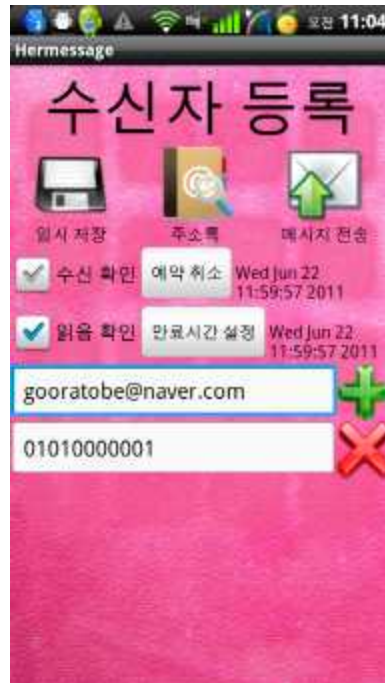 오전 11:04
Hermessage
수신자 등록
임시 저장 주소록 메시지 전송
수신 확인 예약 취소 Wed Jun 22
11:59:57 2011
읽음 확인 만료시간 설정 Wed Jun 22
11:59:57 2011
gooratobe@naver.com
01010000001